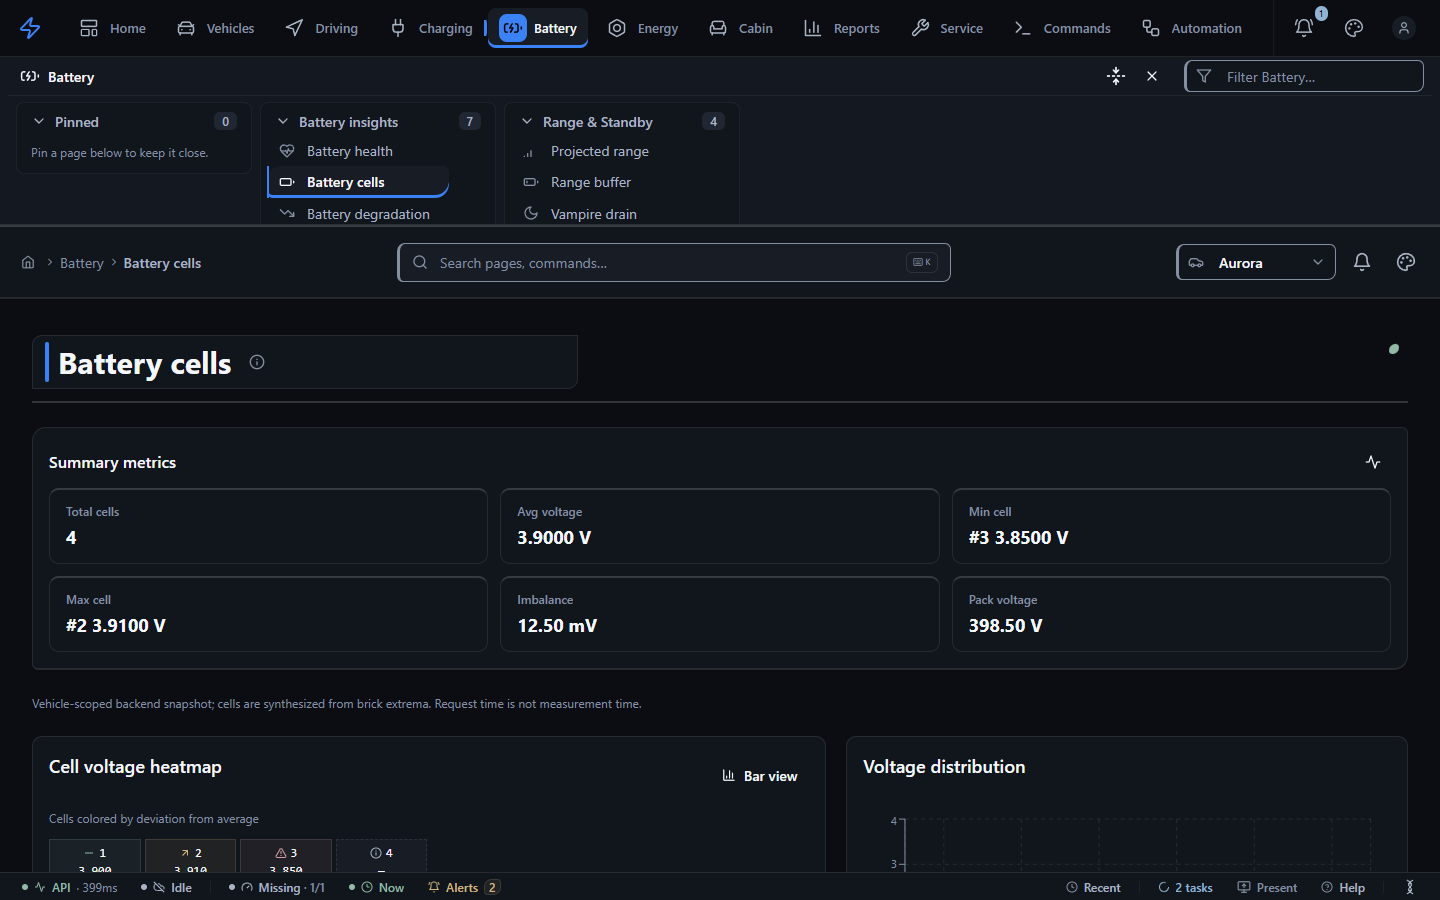 Home Vehicles Driving Charging Battery Energy Cabin Reports Service Commands Automation 1
Battery
Filter Battery...
Pinned 0
Pin a page below to keep it close.
Battery insights 7
Battery health
Battery cells
Battery degradation
Range & Standby 4
Projected range
Range buffer
Vampire drain
Battery Battery cells
Search pages, commands...
K
Aurora
Battery cells
Summary metrics
Total cells
4
Avg voltage
3.9000 V
Min cell
#3 3.8500 V
Max cell
#2 3.9100 V
Imbalance
12.50 mV
Pack voltage
398.50 V
Vehicle-scoped backend snapshot; cells are synthesized from brick extrema. Request time is not measurement time.
Cell voltage heatmap
Bar view
Cells colored by deviation from average
1
3.900
2
3.910
3
3.850
4
–
Voltage distribution
4
3
API · 399ms Idle Missing · 1/1 Now Alerts 2 Recent 2 tasks Present Help